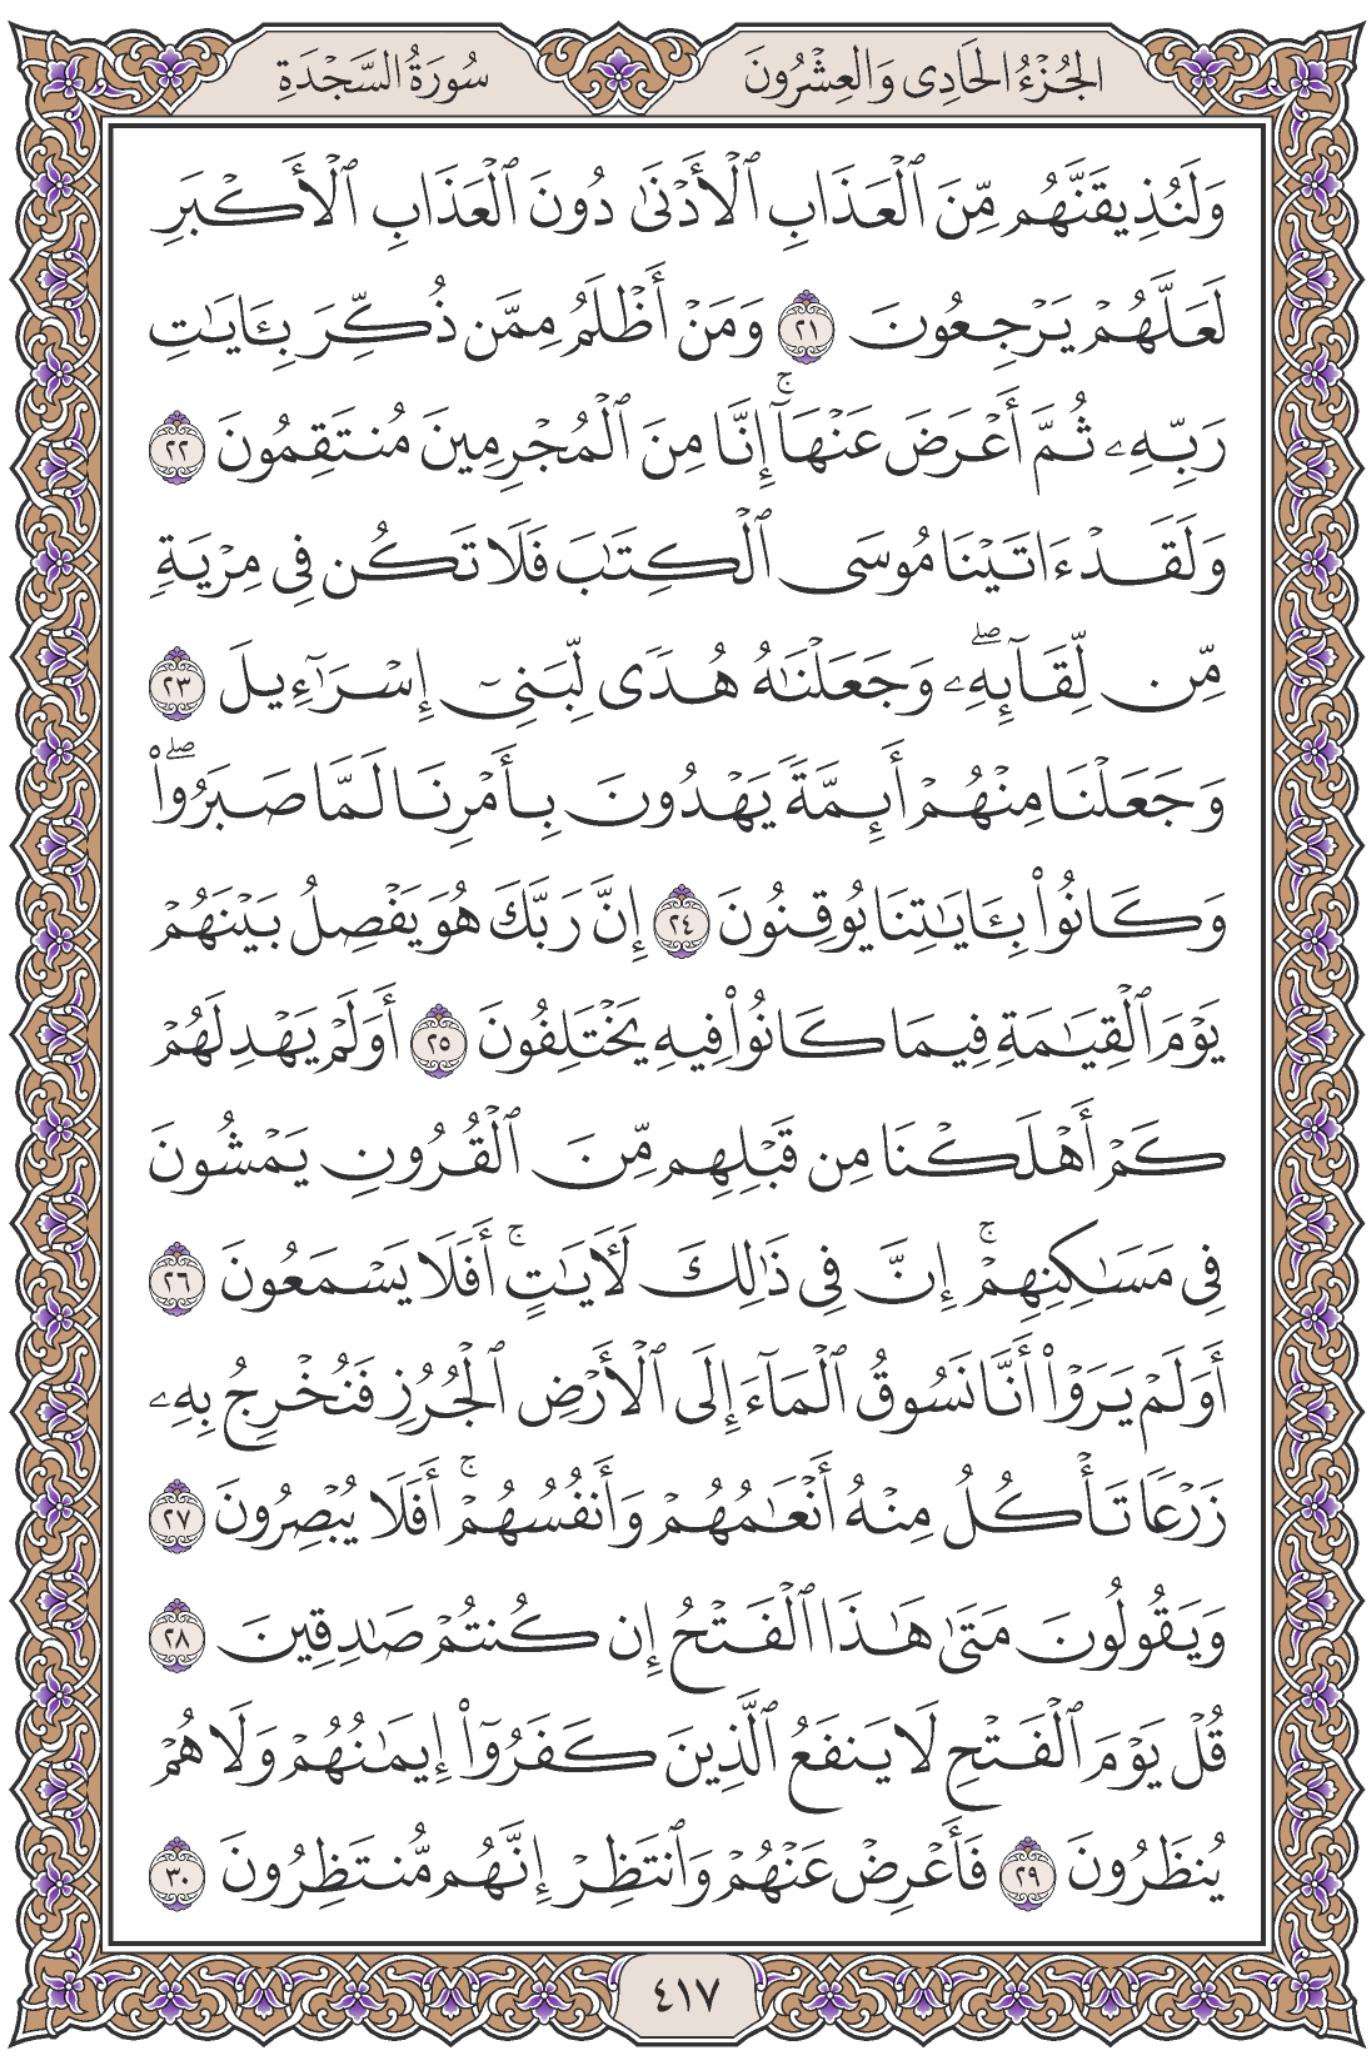 الجُزْءُ الحَادِى وَالعِشْرُونَ
سُورَةُ السَّجْدَةِ
وَلَنُذِيقَنَّهُم مِّنَ ٱلْعَذَابِ ٱلْأَدْنَىٰ دُونَ ٱلْعَذَابِ ٱلْأَكْبَرِ
لَعَلَّهُمْ يَرْجِعُونَ ٢١ وَمَنْ أَظْلَمُ مِمَّن ذُكِّرَ بِـَٔايَـٰتِ
رَبِّهِۦ ثُمَّ أَعْرَضَ عَنْهَآ ۚ إِنَّا مِنَ ٱلْمُجْرِمِينَ مُنتَقِمُونَ ٢٢
وَلَقَدْ ءَاتَيْنَا مُوسَى ٱلْكِتَـٰبَ فَلَا تَكُن فِى مِرْيَةٍ
مِّن لِّقَآئِهِۦ ۖ وَجَعَلْنَـٰهُ هُدًى لِّبَنِىٓ إِسْرَٰٓءِيلَ ٢٣
وَجَعَلْنَا مِنْهُمْ أَئِمَّةً يَهْدُونَ بِأَمْرِنَا لَمَّا صَبَرُوا۟ ۖ
وَكَانُوا۟ بِـَٔايَـٰتِنَا يُوقِنُونَ ٢٤ إِنَّ رَبَّكَ هُوَ يَفْصِلُ بَيْنَهُمْ
يَوْمَ ٱلْقِيَـٰمَةِ فِيمَا كَانُوا۟ فِيهِ يَخْتَلِفُونَ ٢٥ أَوَلَمْ يَهْدِ لَهُمْ
كَمْ أَهْلَكْنَا مِن قَبْلِهِم مِّنَ ٱلْقُرُونِ يَمْشُونَ
فِى مَسَـٰكِنِهِمْ ۚ إِنَّ فِى ذَٰلِكَ لَـَٔايَـٰتٍ ۚ أَفَلَا يَسْمَعُونَ ٢٦
أَوَلَمْ يَرَوْا۟ أَنَّا نَسُوقُ ٱلْمَآءَ إِلَى ٱلْأَرْضِ ٱلْجُرُزِ فَنُخْرِجُ بِهِۦ
زَرْعًا تَأْكُلُ مِنْهُ أَنْعَـٰمُهُمْ وَأَنفُسُهُمْ ۚ أَفَلَا يُبْصِرُونَ ٢٧
وَيَقُولُونَ مَتَىٰ هَـٰذَا ٱلْفَتْحُ إِن كُنتُمْ صَـٰدِقِينَ ٢٨
قُلْ يَوْمَ ٱلْفَتْحِ لَا يَنفَعُ ٱلَّذِينَ كَفَرُوٓا۟ إِيمَـٰنُهُمْ وَلَا هُمْ
يُنظَرُونَ ٢٩ فَأَعْرِضْ عَنْهُمْ وَٱنتَظِرْ إِنَّهُم مُّنتَظِرُونَ ٣٠
٤١٧